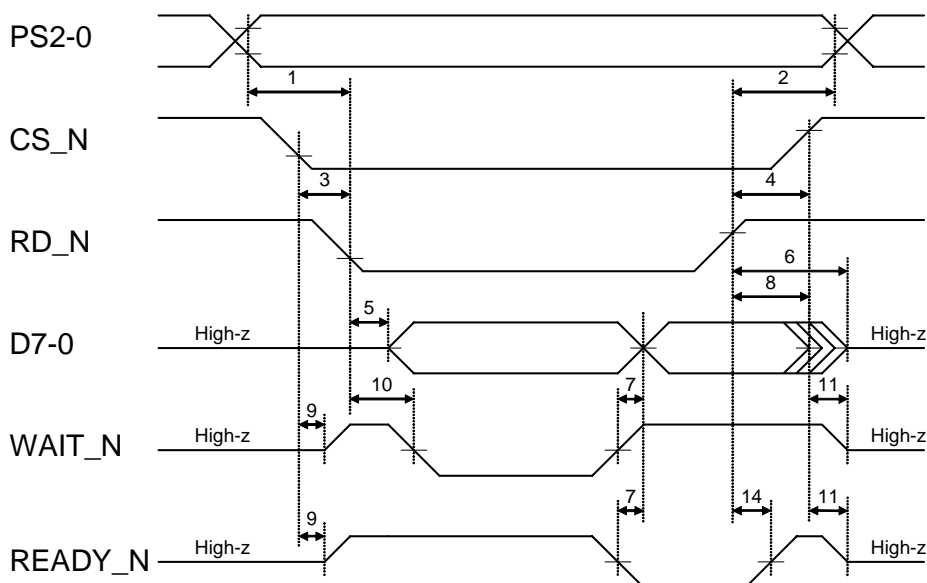 PS2-0
1 2
CS_N
3 4
RD_N
6
8
5
D7-0 High-z High-z
10 7 11
9
WAIT_N High-z High-z
7 14 11
9
READY_N High-z High-z